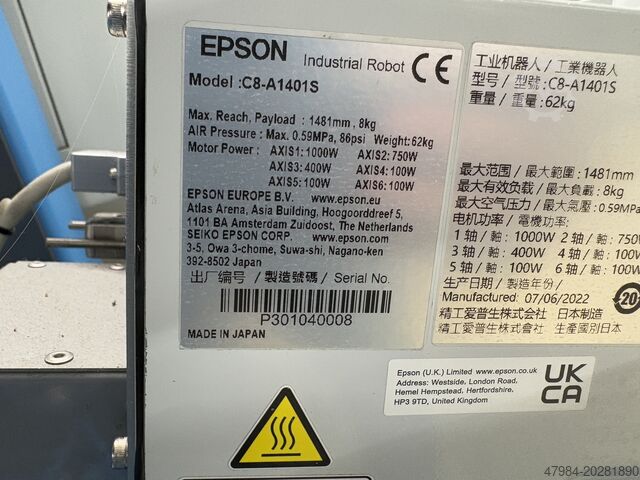 EPSON Industrial Robot CE
Model :C8-A1401S
Max. Reach, Payload : 1481mm , 8kg
AIR Pressure : Max. 0.59MPa, 86psi Weight:62kg
Motor Power : AXIS1: 1000W AXIS2: 750W
AXIS3: 400W AXIS4: 100W
AXIS5: 100W AXIS6: 100W
EPSON EUROPE B.V. www.epson.eu
Atlas Arena, Asia Building, Hoogoorddreef 5,
1101 BA Amsterdam Zuidoost, The Netherlands
SEIKO EPSON CORP. www.epson.com
3-5, Owa 3-chome, Suwa-shi, Nagano-ken
392-8502 Japan
出厂编号 / 製造號碼 / Serial No.
P301040008
MADE IN JAPAN
工业机器人 / 工業機器人
型号 / 型號: C8-A1401S
重量 / 重量: 62kg
最大范围 / 最大範圍 : 1481mm
最大有效负载 / 最大負載 : 8kg
最大空气压力 / 最大氣壓 : 0.59MPa
电机功率 / 電機功率:
1 轴 / 軸: 1000W 2 轴 / 軸: 750
3 轴 / 軸: 400W 4 轴 / 軸: 100W
5 轴 / 軸: 100W 6 轴 / 軸: 100W
生产日期 / 製造年份 /
Manufactured: 07/06/2022
20
精工爱普生株式会社 日本制造
精工愛普生株式会社 生產國別日本
Epson (U.K.) Limited www.epson.co.uk
Address: Westside. London Road.
Hemel Hempstead. Hertfordshire.
HP3 9TD, United Kingdom
UK
CA
47984-20281890